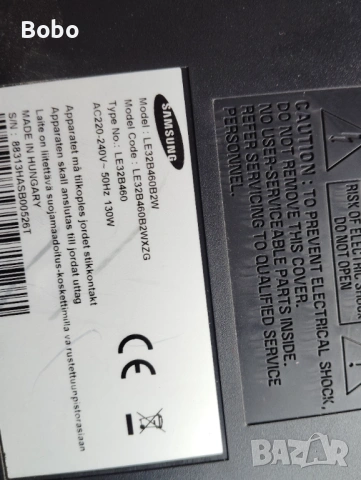 Bobo
SAMSUNG
Model : LE32B460B2W
Model Code : LE32B460B2WXZG
Type No.: LE32B460
AC220-240V~ 50Hz 130W
Apparatet må tilkoples jordet stikkontakt
Apparaten skall anslutas till jordat uttag
Laite on liitettävä suojamaadoitus-koskettimilla va rustettuunpistorasiaan
MADE IN HUNGARY
S/N : 88313HASB00526T
CE
CAUTION : TO PREVENT ELECTRICAL SHOCK,
DO NOT REMOVE THIS COVER.
NO USER-SERVICEABLE PARTS INSIDE.
REFER SERVICING TO QUALIFIED SERVICE
PERSONNEL.
OF ELECTRIC SHOCK
DO NOT OPEN
BAZAR